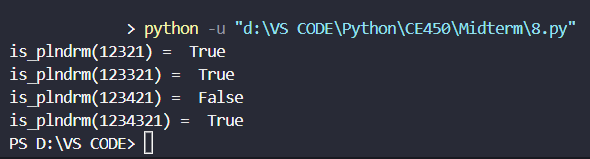 > python -u "d:\VS CODE\Python\CE450\Midterm\8.py"
is_plndrm(12321) =  True
is_plndrm(123321) =  True
is_plndrm(123421) =  False
is_plndrm(1234321) =  True
PS D:\VS CODE>